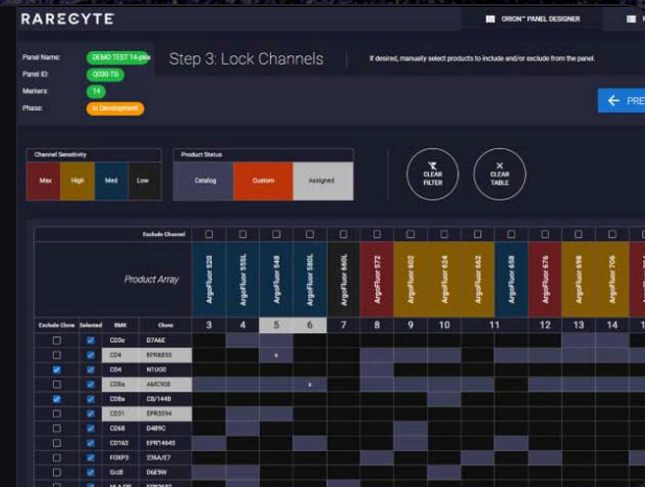 RARECYTE
ORION™ PANEL DESIGNER
Panel Name: DEMO TEST 14-plex
Step 3: Lock Channels
If desired, manually select products to include and/or exclude from the panel.
Panel ID:
Markers: 14
Phase: In Development
← PRE
Channel Sensitivity
Product Status
Max High Med Low
Catalog Custom Assigned
CLEAR FILTER
CLEAR TABLE
Exclude Channel
Product Array
ArgoFluor 520
ArgoFluor 555L
ArgoFluor 548
ArgoFluor 580L
ArgoFluor 660L
ArgoFluor 572
ArgoFluor 602
ArgoFluor 624
ArgoFluor 662
ArgoFluor 658
ArgoFluor 676
ArgoFluor 698
ArgoFluor 706
Exclude Clone Selected BMK Clone 3 4 5 6 7 8 9 10 11 12 13 14
CD3e D7A6E
CD4 EPR6855 x
CD4 N1UG0
CD8a AMC908 x
CD8a C8/144B
CD31 EPR3094
CD68 D4B9C
CD163 EPR14643
FOXP3 236A/E7
GrzB D6E9W